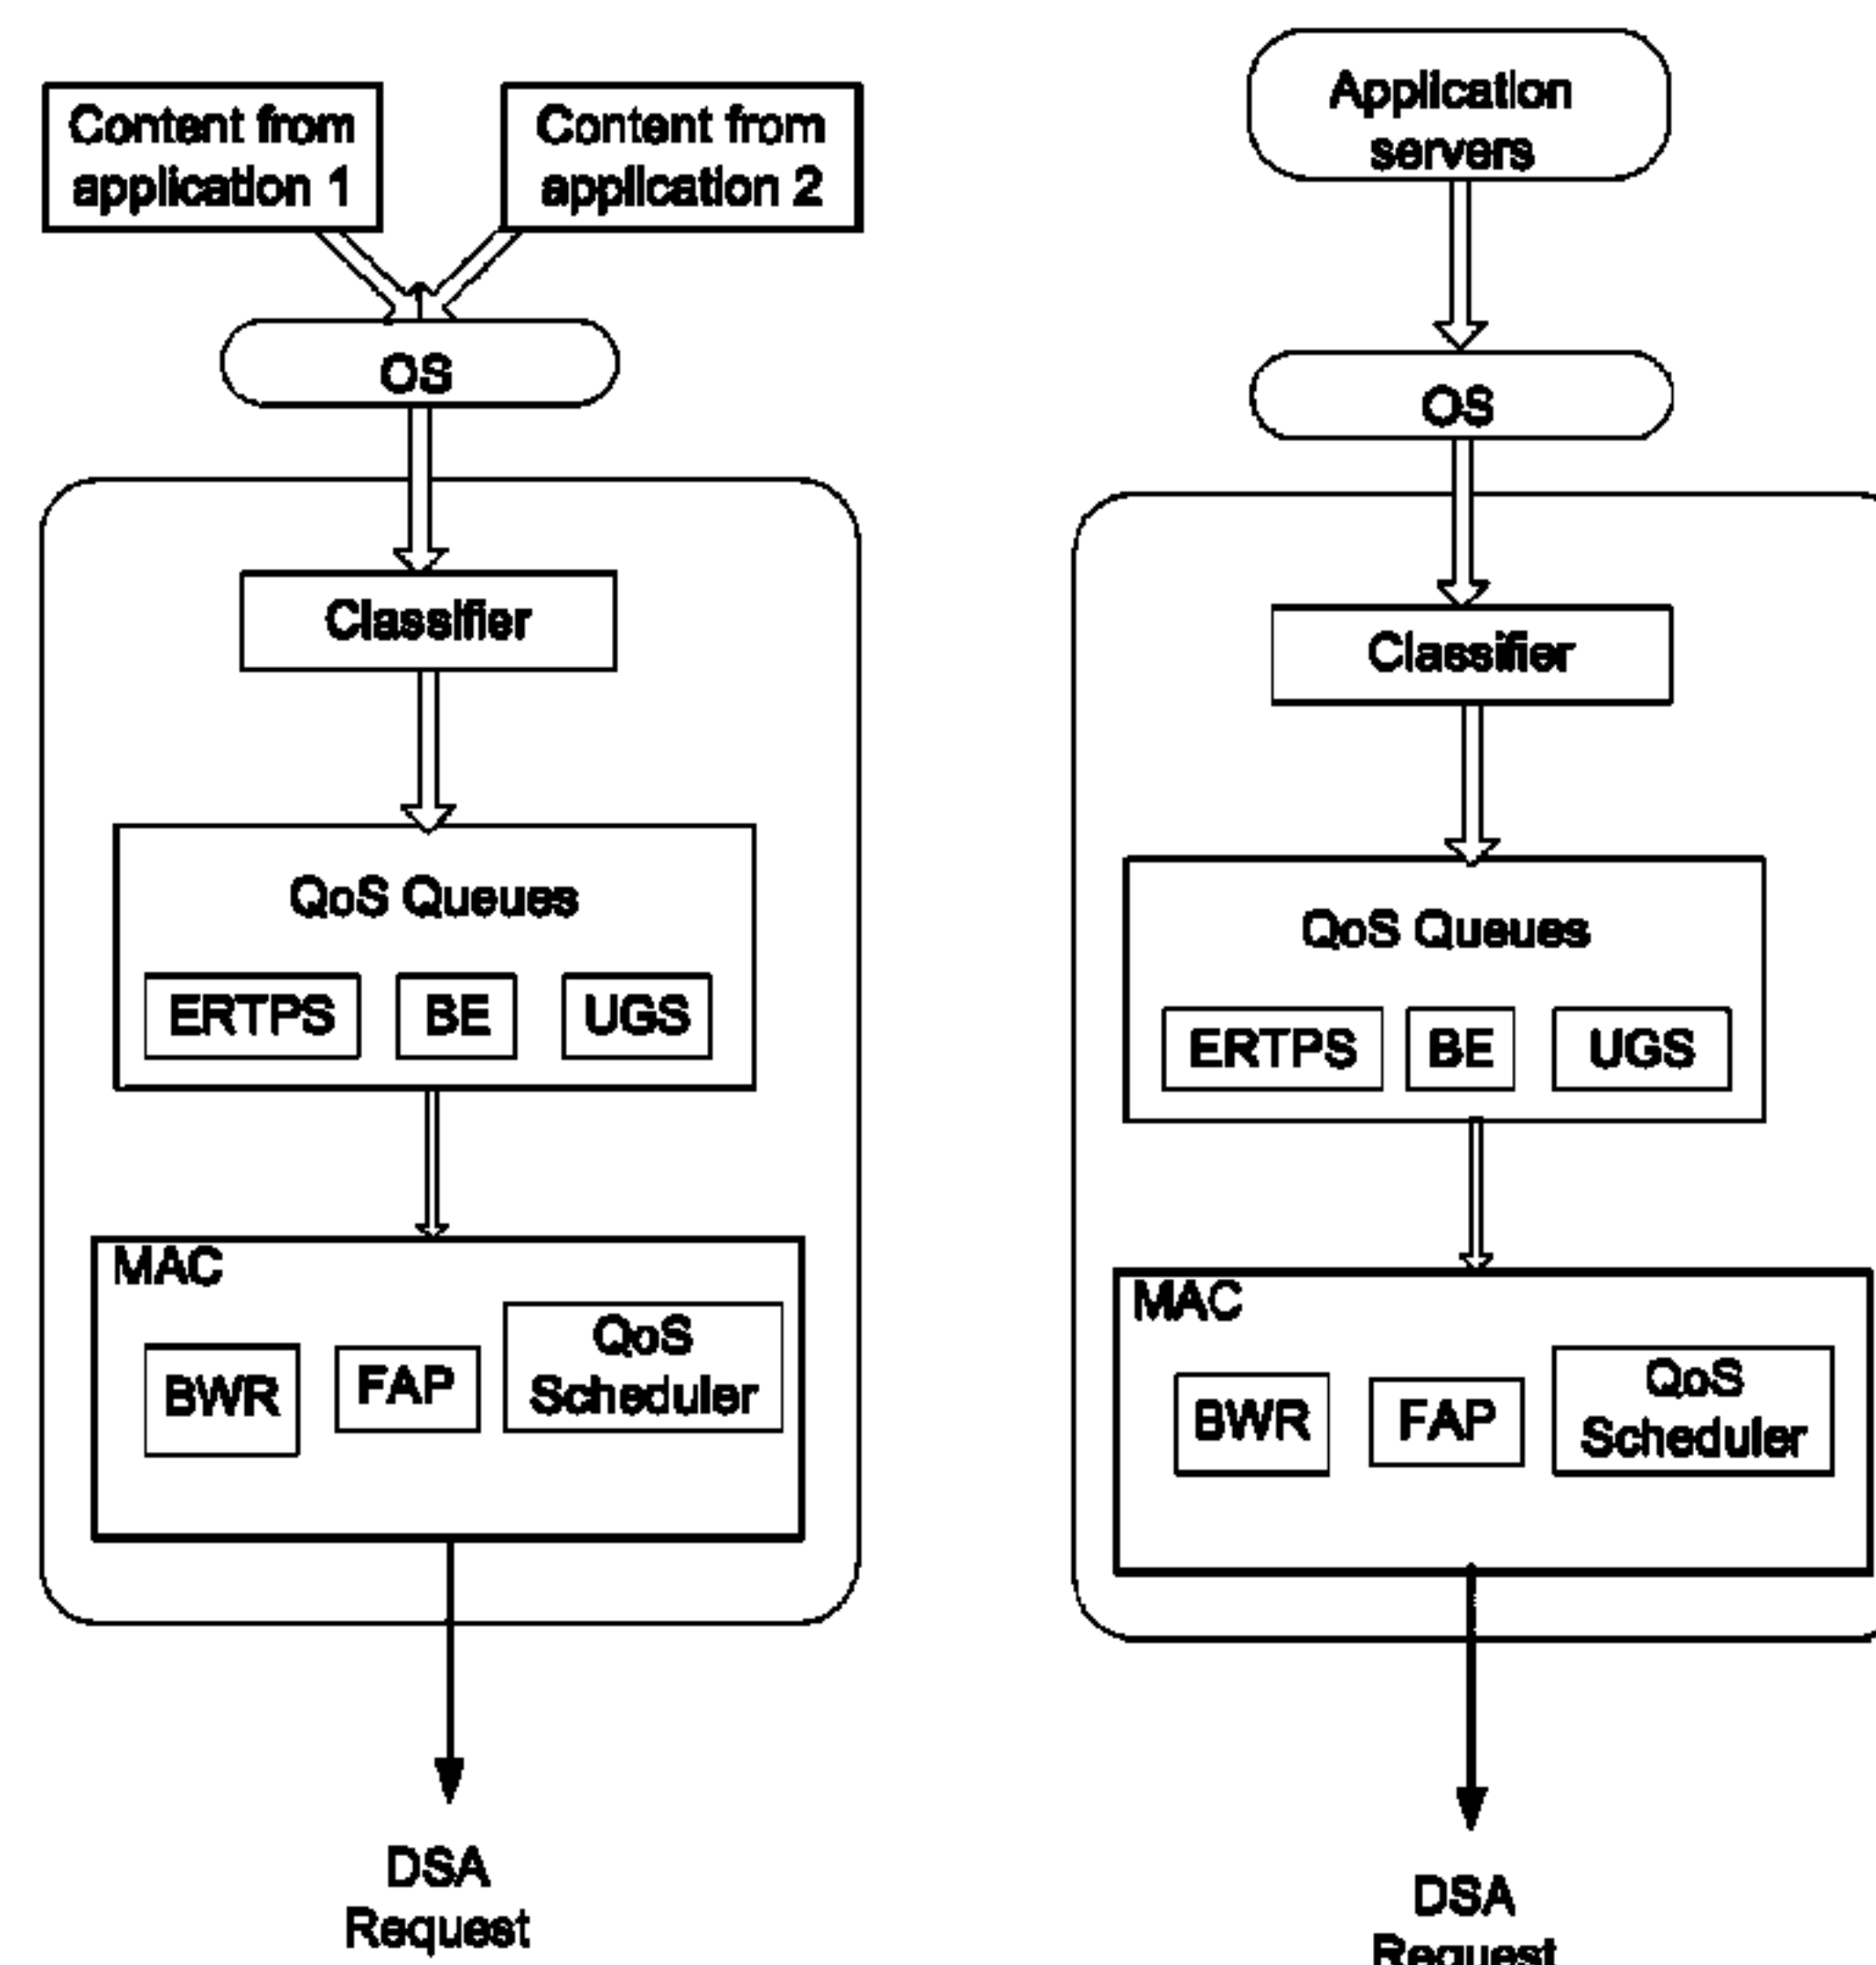 Content from
application 1
Content from
application 2
OS
Classifier
QoS Queues
ERTPS
BE
UGS
MAC
BWR
FAP
QoS
Scheduler
DSA
Request
Application
servers
OS
Classifier
QoS Queues
ERTPS
BE
UGS
MAC
BWR
FAP
QoS
Scheduler
DSA
Request